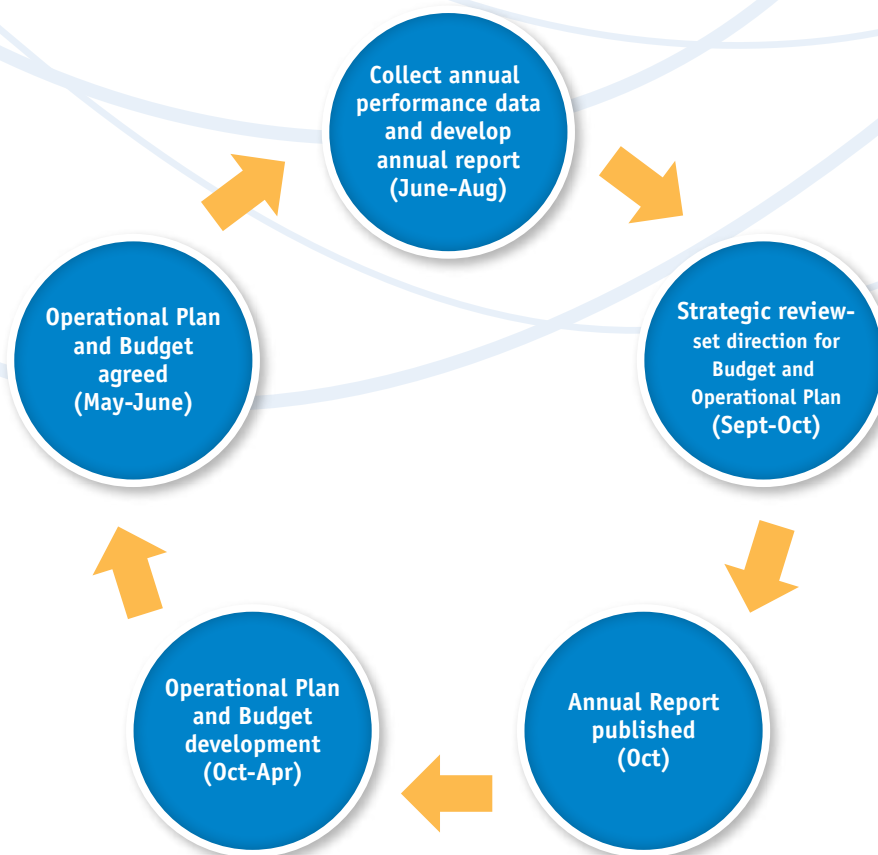 Collect annual
performance data
and develop
annual report
(June-Aug)
Strategic review-
set direction for
Budget and
Operational Plan
(Sept-Oct)
Annual Report
published
(Oct)
Operational Plan
and Budget
development
(Oct-Apr)
Operational Plan
and Budget
agreed
(May-June)